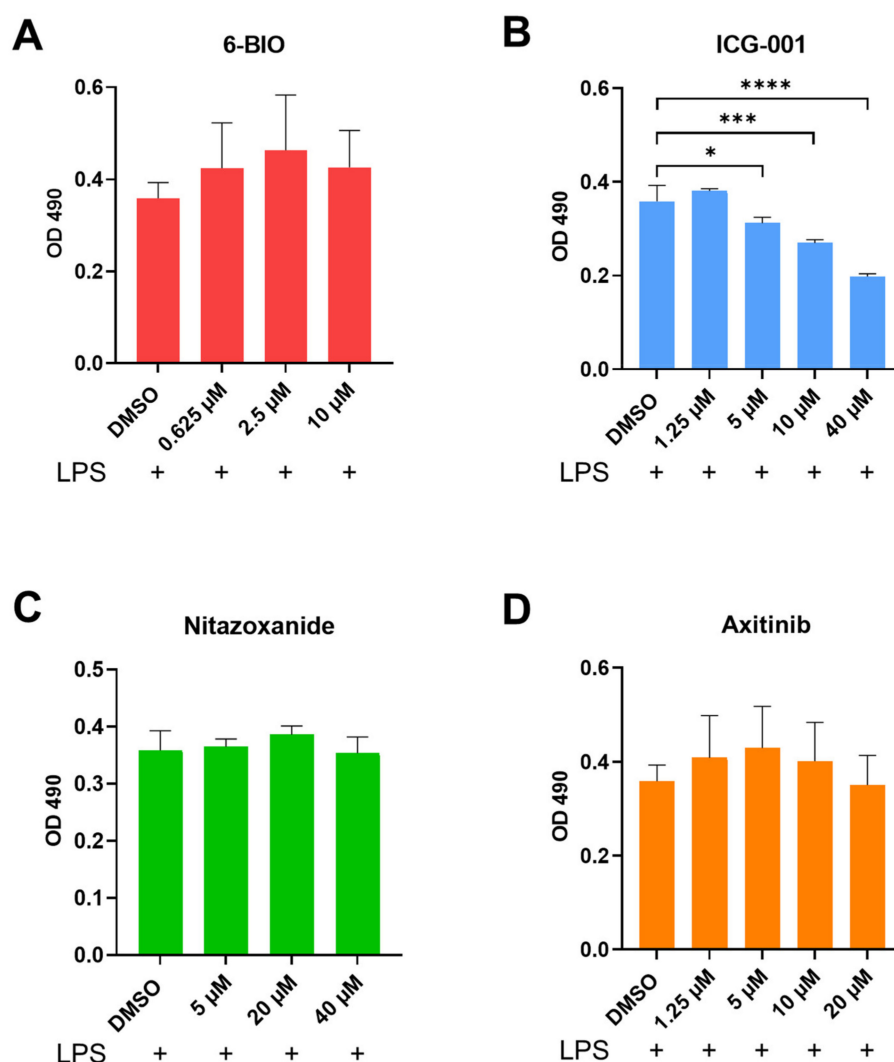 A
6-BIO
OD 490
0.6
0.4
0.2
0.0
DMSO
0.625 µM
2.5 µM
10 µM
LPS + + + +
B
ICG-001
OD 490
0.6
0.4
0.2
0.0
****
***
*
DMSO
1.25 µM
5 µM
10 µM
40 µM
LPS + + + + +
C
Nitazoxanide
OD 490
0.5
0.4
0.3
0.2
0.1
0.0
DMSO
5 µM
20 µM
40 µM
LPS + + + +
D
Axitinib
OD 490
0.6
0.4
0.2
0.0
DMSO
1.25 µM
5 µM
10 µM
20 µM
LPS + + + + +